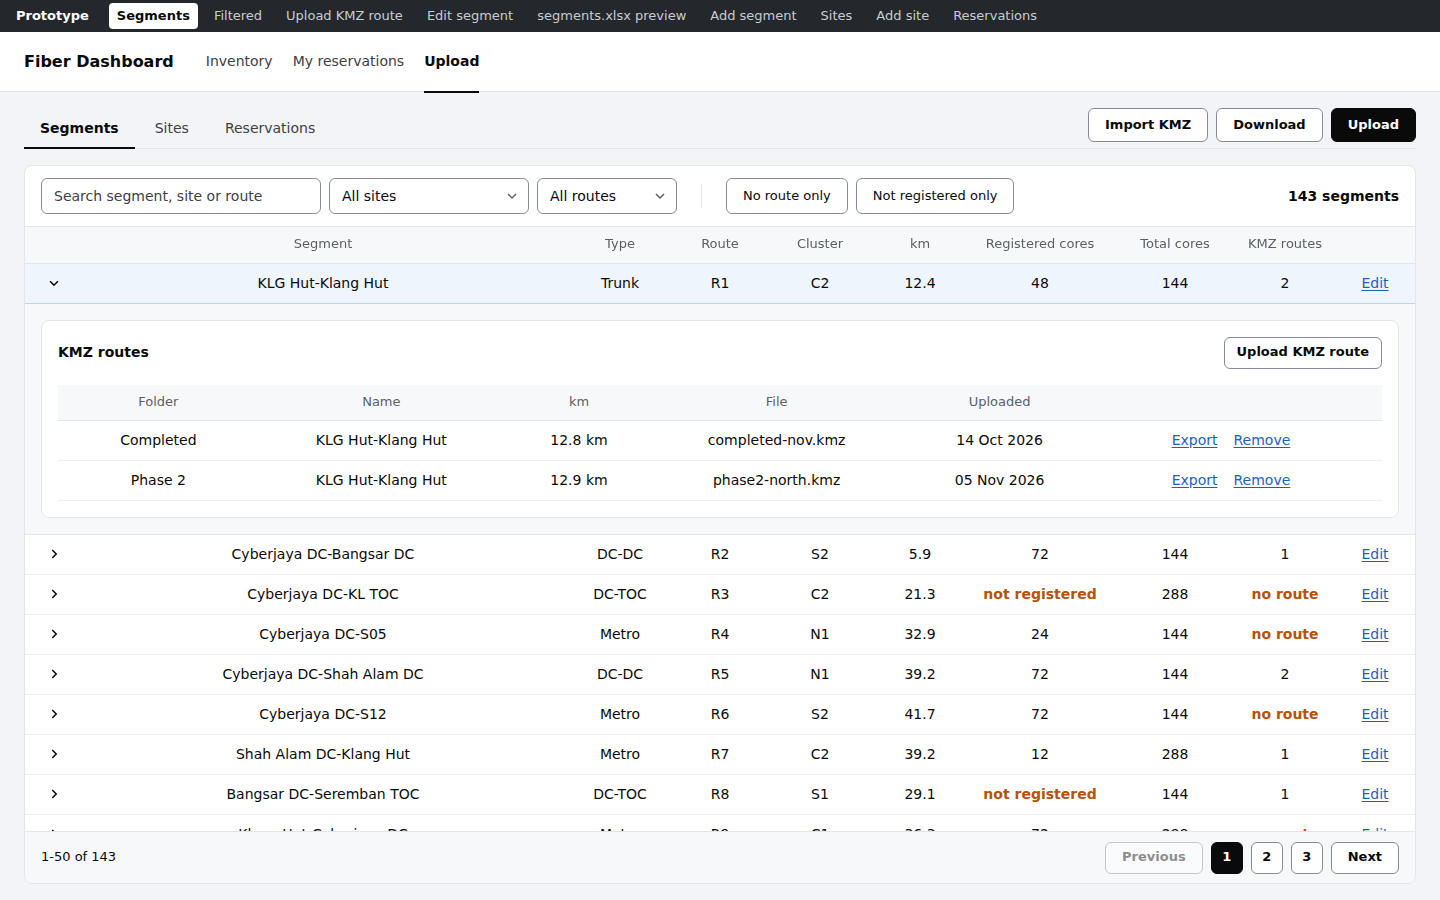 Prototype Segments Filtered Upload KMZ route Edit segment segments.xlsx preview Add segment Sites Add site Reservations
Fiber Dashboard Inventory My reservations Upload
Segments Sites Reservations Import KMZ Download Upload
Search segment, site or route All sites All routes No route only Not registered only 143 segments
Segment Type Route Cluster km Registered cores Total cores KMZ routes
KLG Hut-Klang Hut Trunk R1 C2 12.4 48 144 2 Edit
KMZ routes Upload KMZ route
Folder Name km File Uploaded
Completed KLG Hut-Klang Hut 12.8 km completed-nov.kmz 14 Oct 2026 Export Remove
Phase 2 KLG Hut-Klang Hut 12.9 km phase2-north.kmz 05 Nov 2026 Export Remove
Cyberjaya DC-Bangsar DC DC-DC R2 S2 5.9 72 144 1 Edit
Cyberjaya DC-KL TOC DC-TOC R3 C2 21.3 not registered 288 no route Edit
Cyberjaya DC-S05 Metro R4 N1 32.9 24 144 no route Edit
Cyberjaya DC-Shah Alam DC DC-DC R5 N1 39.2 72 144 2 Edit
Cyberjaya DC-S12 Metro R6 S2 41.7 72 144 no route Edit
Shah Alam DC-Klang Hut Metro R7 C2 39.2 12 288 1 Edit
Bangsar DC-Seremban TOC DC-TOC R8 S1 29.1 not registered 144 1 Edit
1-50 of 143 Previous 1 2 3 Next